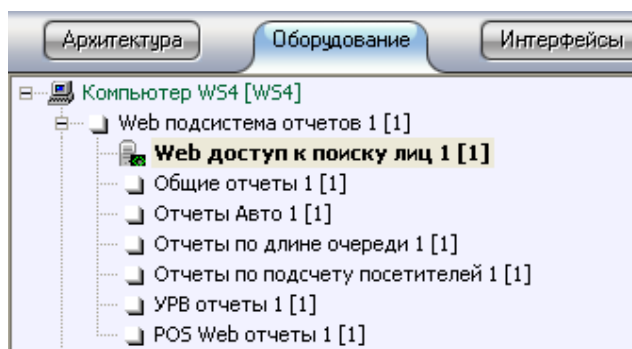 Архитектура Оборудование Интерфейсы
Компьютер WS4 [WS4]
Web подсистема отчетов 1 [1]
Web доступ к поиску лиц 1 [1]
Общие отчеты 1 [1]
Отчеты Авто 1 [1]
Отчеты по длине очереди 1 [1]
Отчеты по подсчету посетителей 1 [1]
УРВ отчеты 1 [1]
POS Web отчеты 1 [1]